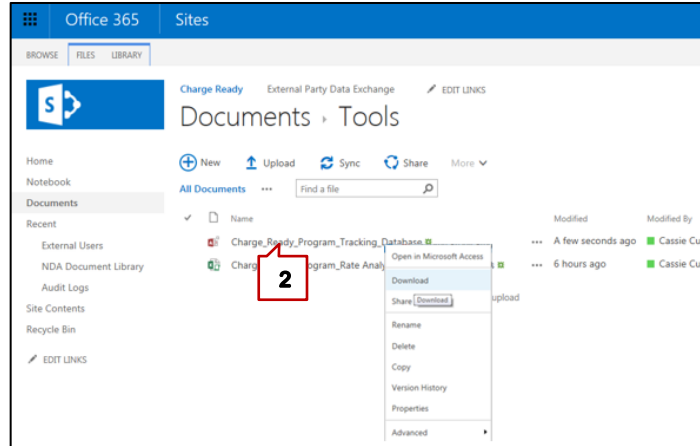 Office 365 Sites
BROWSE FILES LIBRARY
S
Charge Ready External Party Data Exchange EDIT LINKS
Documents › Tools
Home
Notebook
Documents
Recent
External Users
NDA Document Library
Audit Logs
Site Contents
Recycle Bin
EDIT LINKS
New Upload Sync Share More
All Documents ••• Find a file
Name Modified Modified By
Charge_Ready_Program_Tracking_Database ••• A few seconds ago Cassie Cu
Charg ogram_Rate Analy s ••• 6 hours ago Cassie Cu
2
upload
Open in Microsoft Access
Download
Share Download
Rename
Delete
Copy
Version History
Properties
Advanced